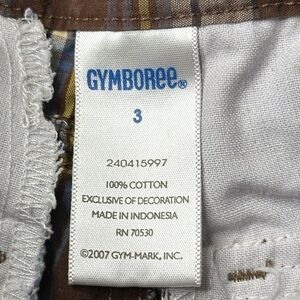 GYMBOREE®
3
240415997
100% COTTON
EXCLUSIVE OF DECORATION
MADE IN INDONESIA
RN 70530
©2007 GYM-MARK, INC.